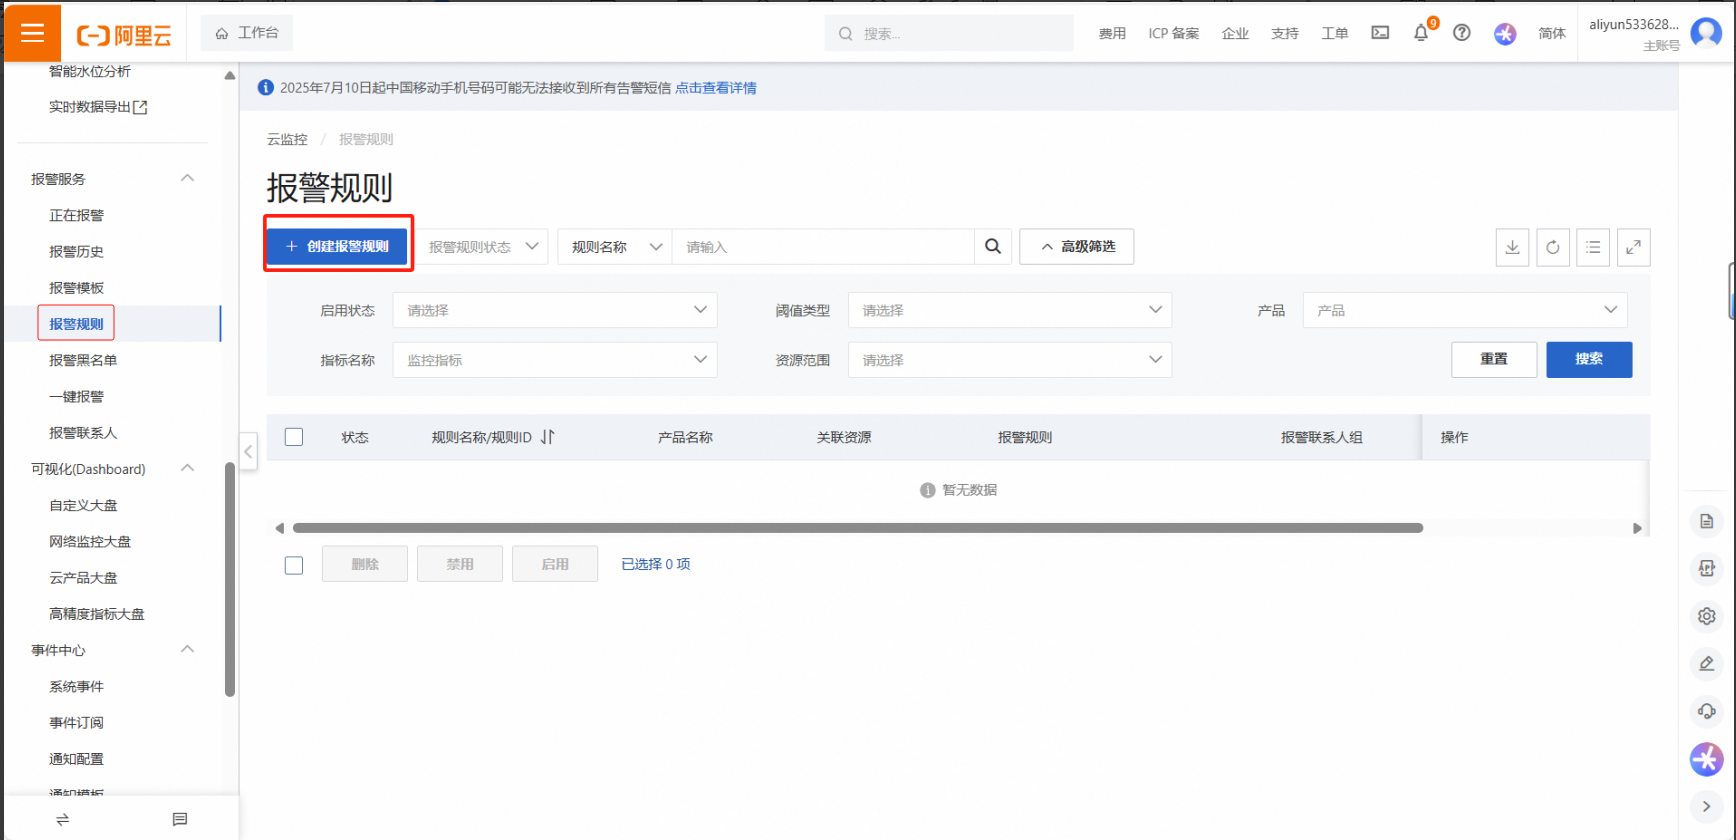 阿里云
工作台
搜索...
费用
ICP 备案
企业
支持
工单
9
简体
aliyun533628...
主账号
智能水位分析
实时数据导出
报警服务
正在报警
报警历史
报警模板
报警规则
报警黑名单
一键报警
报警联系人
可视化(Dashboard)
自定义大盘
网络监控大盘
云产品大盘
高精度指标大盘
事件中心
系统事件
事件订阅
通知配置
通知模板
2025年7月10日起中国移动手机号码可能无法接收到所有告警短信 点击查看详情
云监控 / 报警规则
报警规则
创建报警规则
报警规则状态
规则名称
请输入
高级筛选
启用状态
请选择
阈值类型
请选择
产品
产品
指标名称
监控指标
资源范围
请选择
重置
搜索
状态
规则名称/规则ID
产品名称
关联资源
报警规则
报警联系人组
操作
暂无数据
删除
禁用
启用
已选择 0 项
API